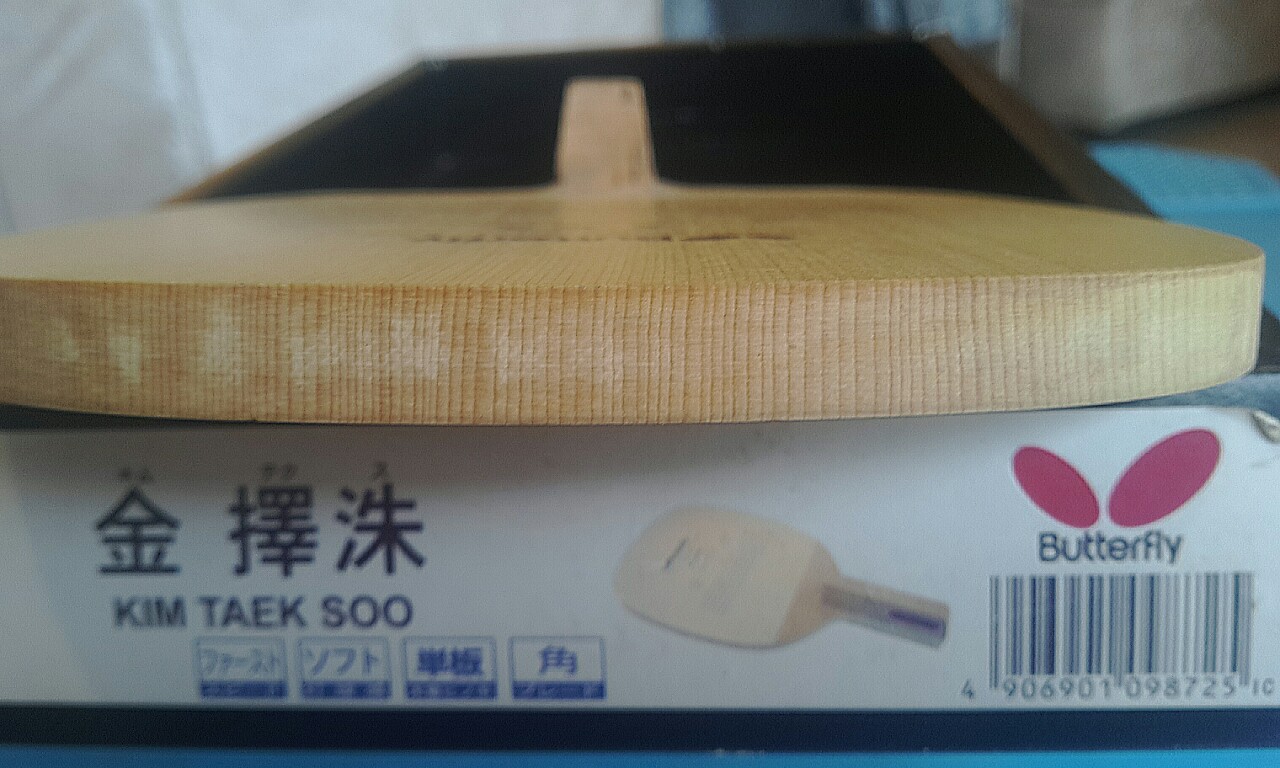 キム タク ス
金 擇 洙
KIM TAEK SOO
ファースト ソフト 単板 角
Butterfly
4 906901 098725